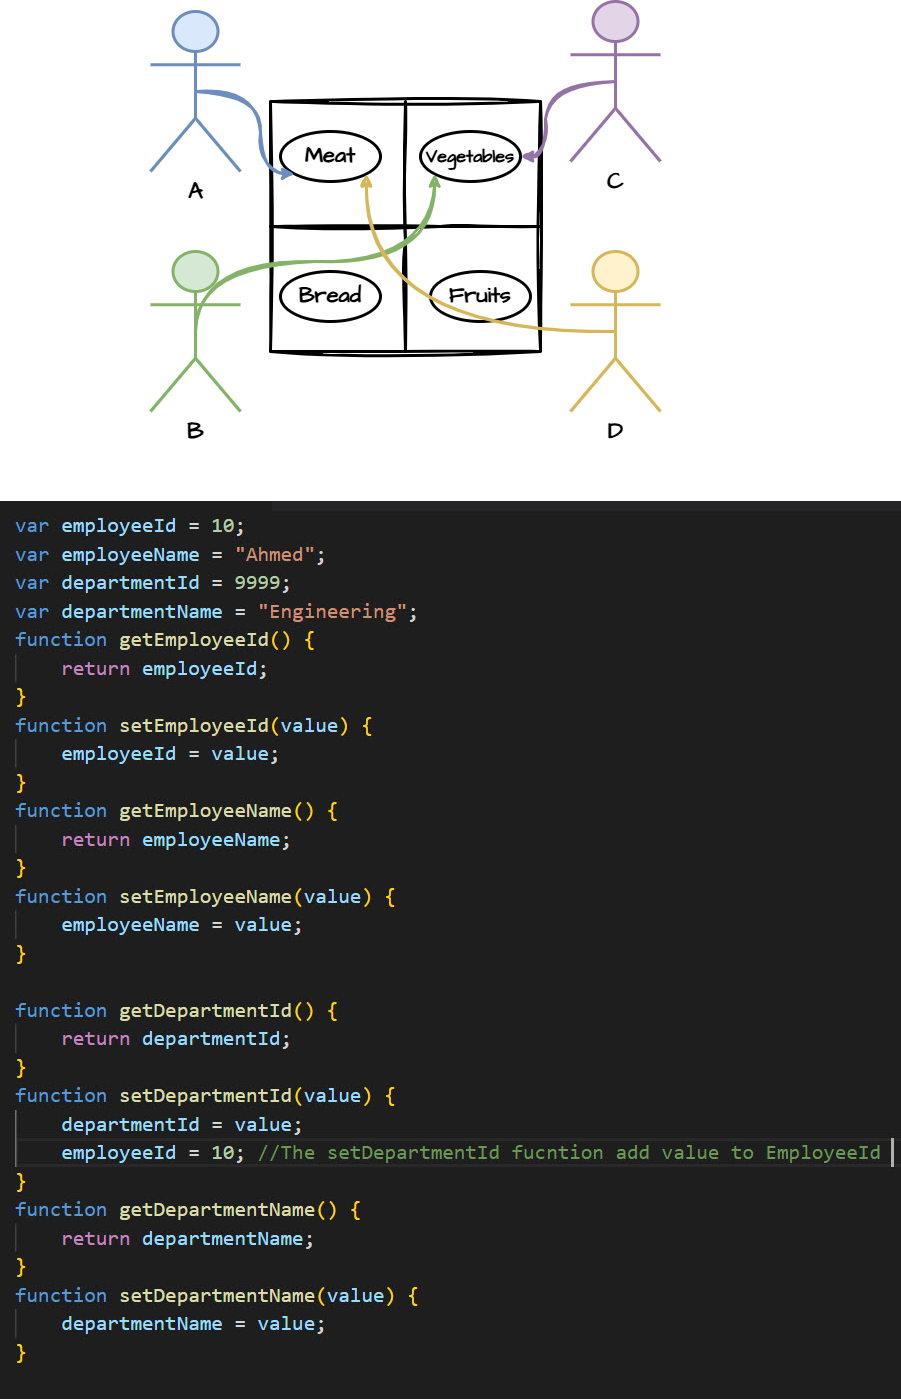 A
C
Meat
Vegetables
Bread
Fruits
B
D
var employeeId = 10;
var employeeName = "Ahmed";
var departmentId = 9999;
var departmentName = "Engineering";
function getEmployeeId() {
    return employeeId;
}
function setEmployeeId(value) {
    employeeId = value;
}
function getEmployeeName() {
    return employeeName;
}
function setEmployeeName(value) {
    employeeName = value;
}

function getDepartmentId() {
    return departmentId;
}
function setDepartmentId(value) {
    departmentId = value;
    employeeId = 10; //The setDepartmentId fucntion add value to EmployeeId
}
function getDepartmentName() {
    return departmentName;
}
function setDepartmentName(value) {
    departmentName = value;
}